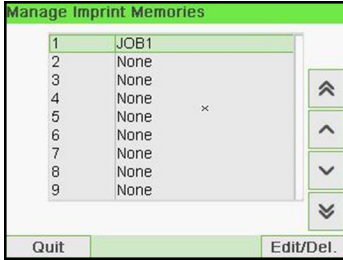 Manage Imprint Memories
1 JOB1
2 None
3 None
4 None
5 None
6 None
7 None
8 None
9 None
Quit Edit/Del.